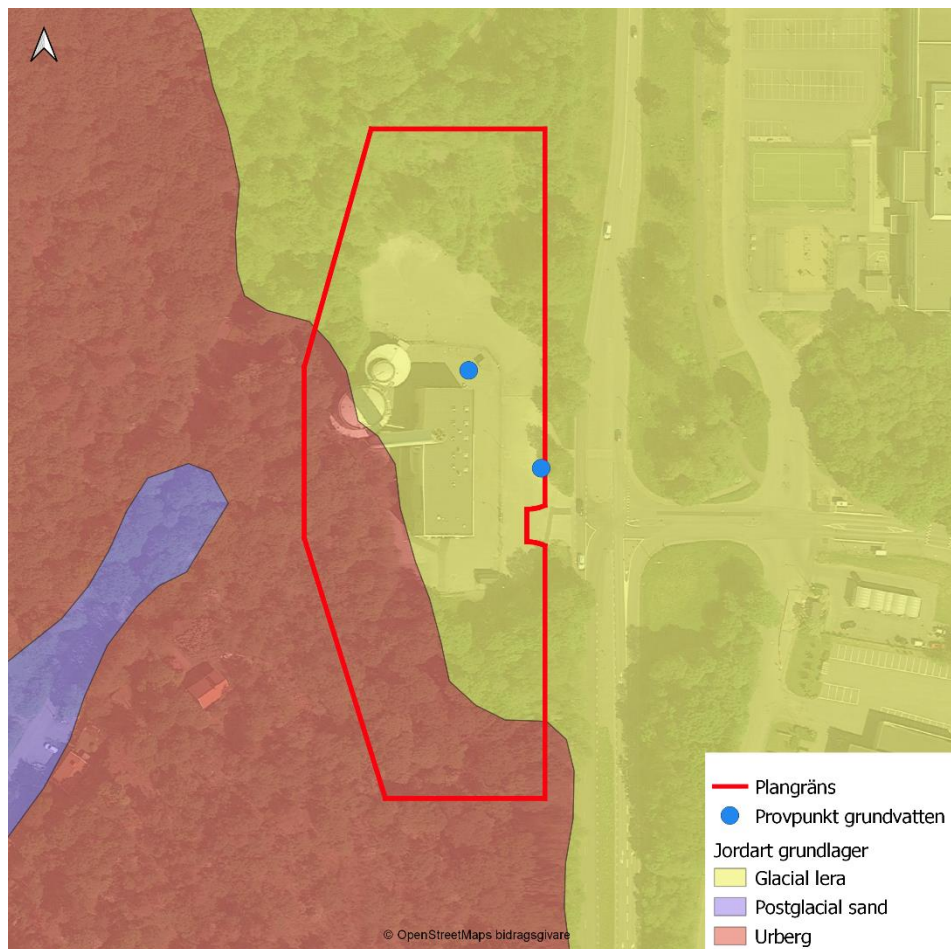 Plangräns
Provpunkt grundvatten
Jordart grundlager
Glacial lera
Postglacial sand
Urberg
© OpenStreetMaps bidragsgivare